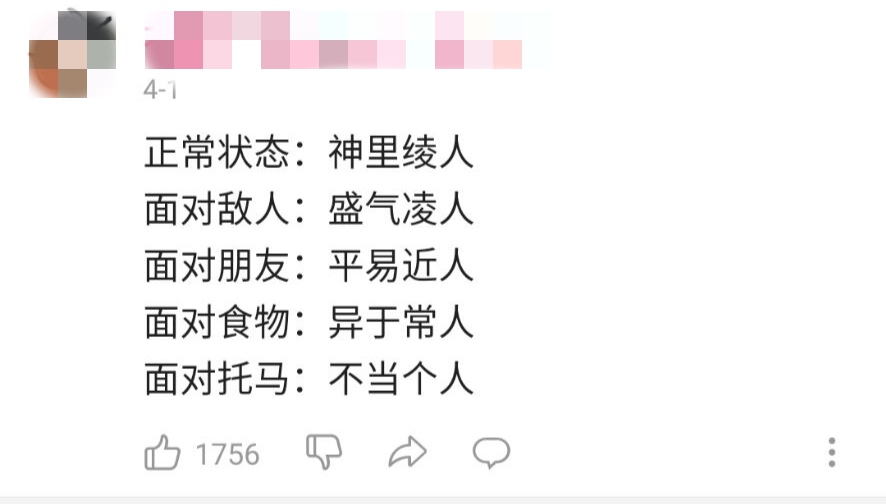 4-1
正常状态：神里绫人
面对敌人：盛气凌人
面对朋友：平易近人
面对食物：异于常人
面对托马：不当个人
1756